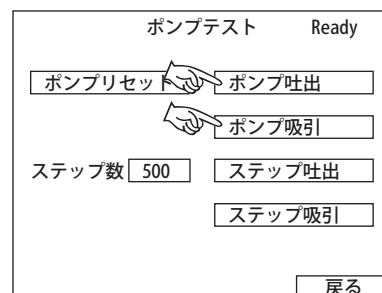 ポンプテスト Ready
ポンプリセット ポンプ吐出
ポンプ吸引
ステップ数 500 ステップ吐出
ステップ吸引
戻る